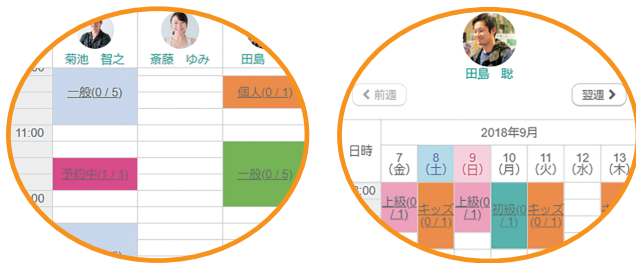 菊池 智之
斎藤 ゆみ
田島
一般(0 / 5)
個人(0 / 1)
11:00
予約中(1 / 1)
一般(0 / 5)
:00
5)
田島 聡
前週
翌週
2018年9月
日時
7
(金)
8
(土)
9
(日)
10
(月)
11
(火)
12
(水)
13
(木)
:00
上級(0
/ 1)
キッズ
(0 / 1)
上級(0
/ 1)
初級(0
/ 1)
キッズ
(0 / 1)